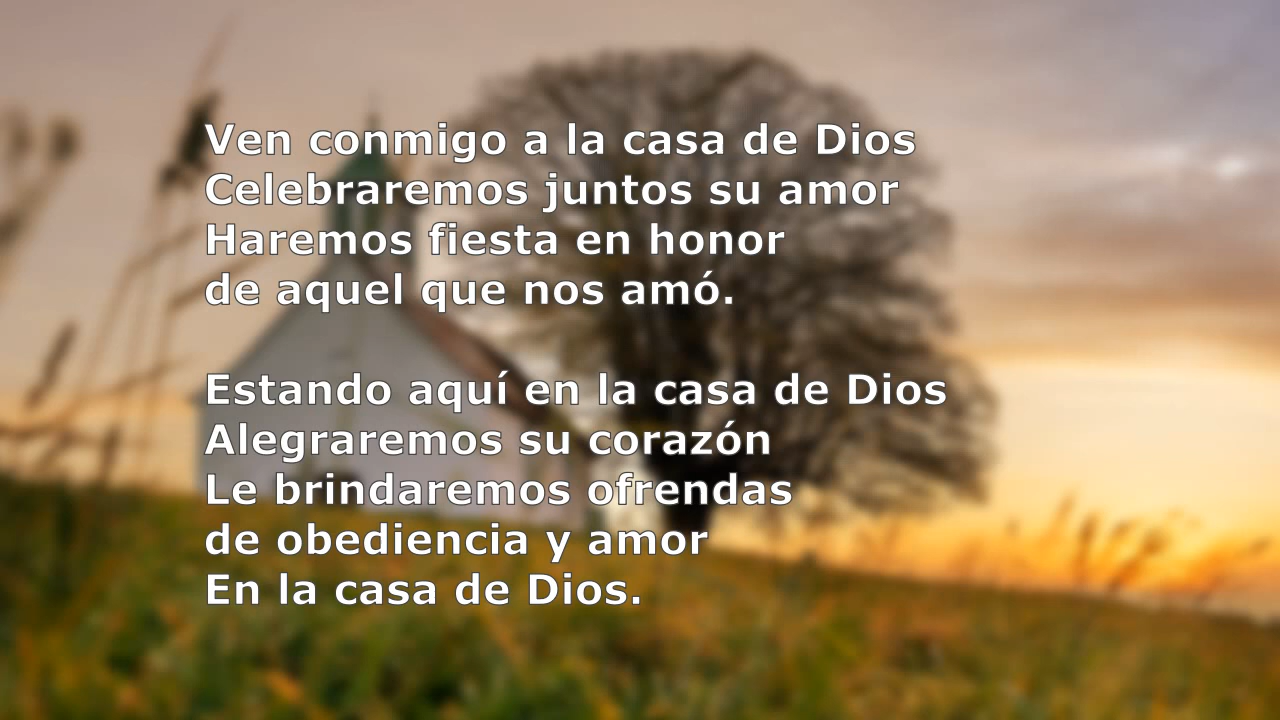 Ven conmigo a la casa de Dios
Celebraremos juntos su amor
Haremos fiesta en honor
de aquel que nos amó.
Estando aquí en la casa de Dios
Alegraremos su corazón
Le brindaremos ofrendas
de obediencia y amor
En la casa de Dios.